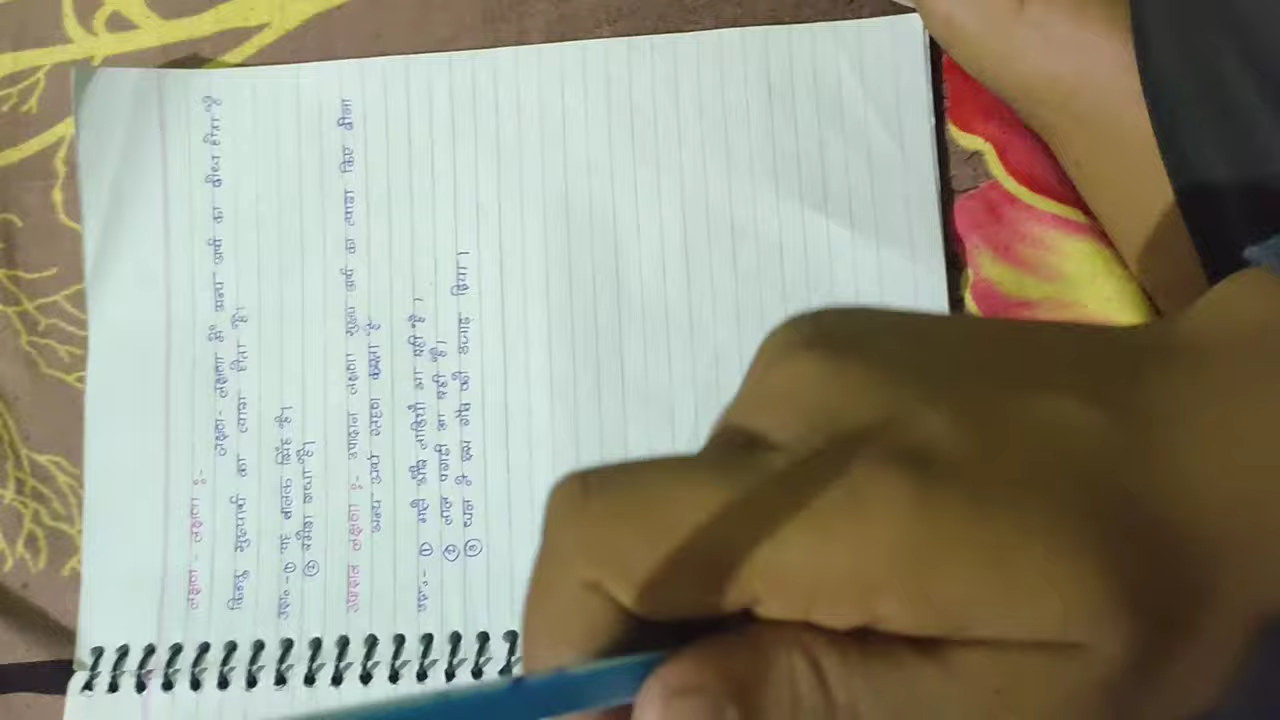 लक्षण - लक्षणा :-
लक्षण- लक्षणा में अन्य अर्थ का बोध होता है
किन्तु मुख्यार्थ का त्याग होता है।
उदा०-① यह बालक सिंह है।
② रमेश गधा है।
उपादान लक्षणा :- उपादान लक्षणा मुख्य अर्थ का त्याग किए बीना
अन्य अर्थ ग्रहण करता है
उदा०- ① लाठियाँ आ रही है ।
② लाल पगड़ी जा रही है।
③ ने इस गाँव को उजाड़ दिया।